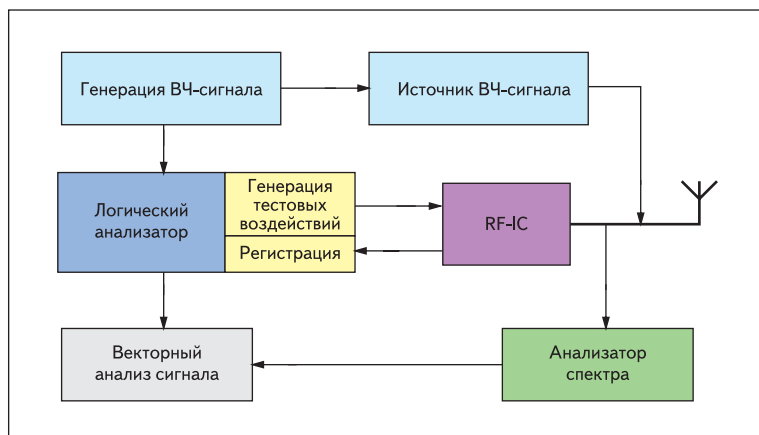 Генерация ВЧ-сигнала
Источник ВЧ-сигнала
Логический
анализатор
Генерация
тестовых
воздействий
Регистрация
RF-IC
Векторный
анализ сигнала
Анализатор
спектра